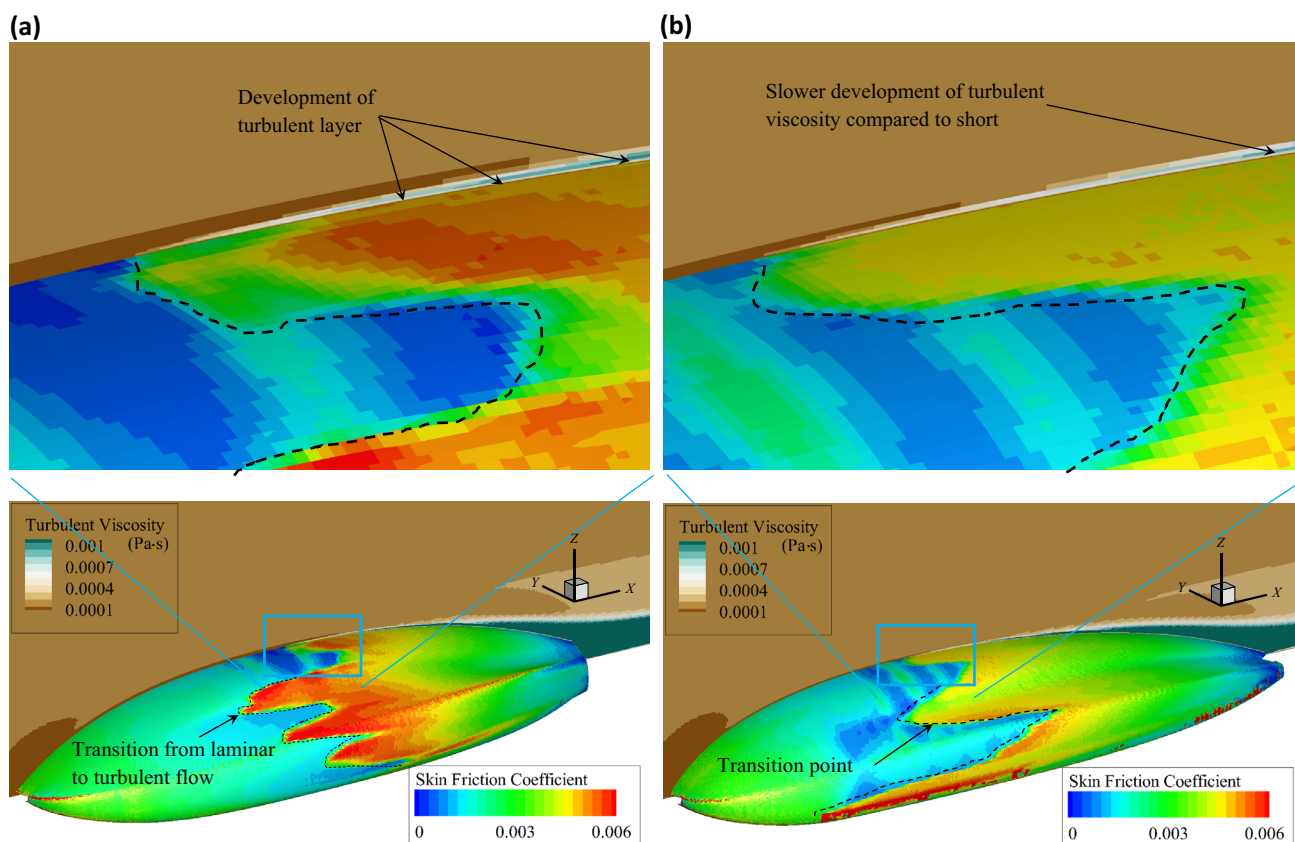 (a)
Development of
turbulent layer
(b)
Slower development of turbulent
viscosity compared to short
Turbulent Viscosity
(Pa·s)
0.001
0.0007
0.0004
0.0001
Z
Y
X
Transition from laminar
to turbulent flow
Skin Friction Coefficient
0
0.003
0.006
Turbulent Viscosity
(Pa·s)
0.001
0.0007
0.0004
0.0001
Z
Y
X
Transition point
Skin Friction Coefficient
0
0.003
0.006